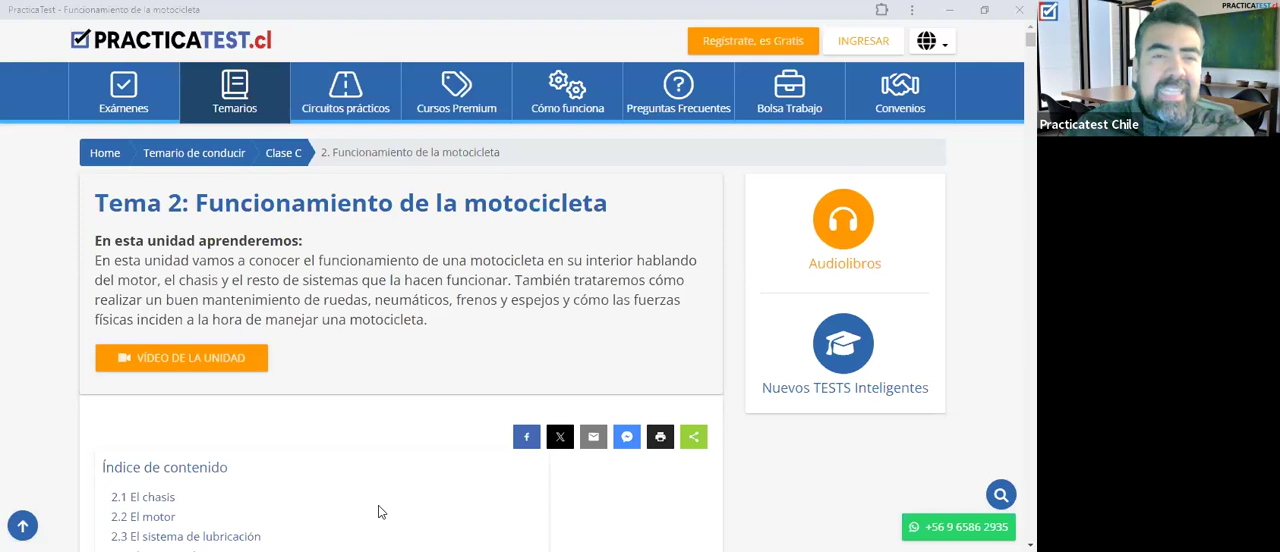 PracticaTest - Funcionamiento de la motocicleta
PRACTICATEST.cl
Regístrate, es Gratis
INGRESAR
Exámenes
Temarios
Circuitos prácticos
Cursos Premium
Cómo funciona
Preguntas Frecuentes
Bolsa Trabajo
Convenios
Home
Temario de conducir
Clase C
2. Funcionamiento de la motocicleta
Tema 2: Funcionamiento de la motocicleta
En esta unidad aprenderemos:
En esta unidad vamos a conocer el funcionamiento de una motocicleta en su interior hablando
del motor, el chasis y el resto de sistemas que la hacen funcionar. También trataremos cómo
realizar un buen mantenimiento de ruedas, neumáticos, frenos y espejos y cómo las fuerzas
físicas inciden a la hora de manejar una motocicleta.
VÍDEO DE LA UNIDAD
Índice de contenido
2.1 El chasis
2.2 El motor
2.3 El sistema de lubricación
Audiolibros
Nuevos TESTS Inteligentes
+56 9 6586 2935
PRACTICATEST.cl
Practicatest Chile